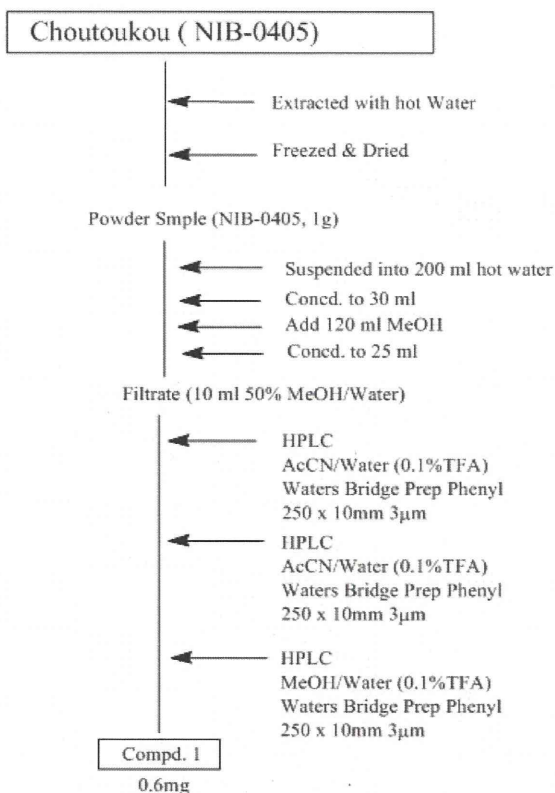 Choutoukou ( NIB-0405)
Extracted with hot Water
Freezed & Dried
Powder Smple (NIB-0405, 1g)
Suspended into 200 ml hot water
Concd. to 30 ml
Add 120 ml MeOH
Concd. to 25 ml
Filtrate (10 ml 50% MeOH/Water)
HPLC
AcCN/Water (0.1%TFA)
Waters Bridge Prep Phenyl
250 x 10mm 3μm
HPLC
AcCN/Water (0.1%TFA)
Waters Bridge Prep Phenyl
250 x 10mm 3μm
HPLC
MeOH/Water (0.1%TFA)
Waters Bridge Prep Phenyl
250 x 10mm 3μm
Compd. 1
0.6mg